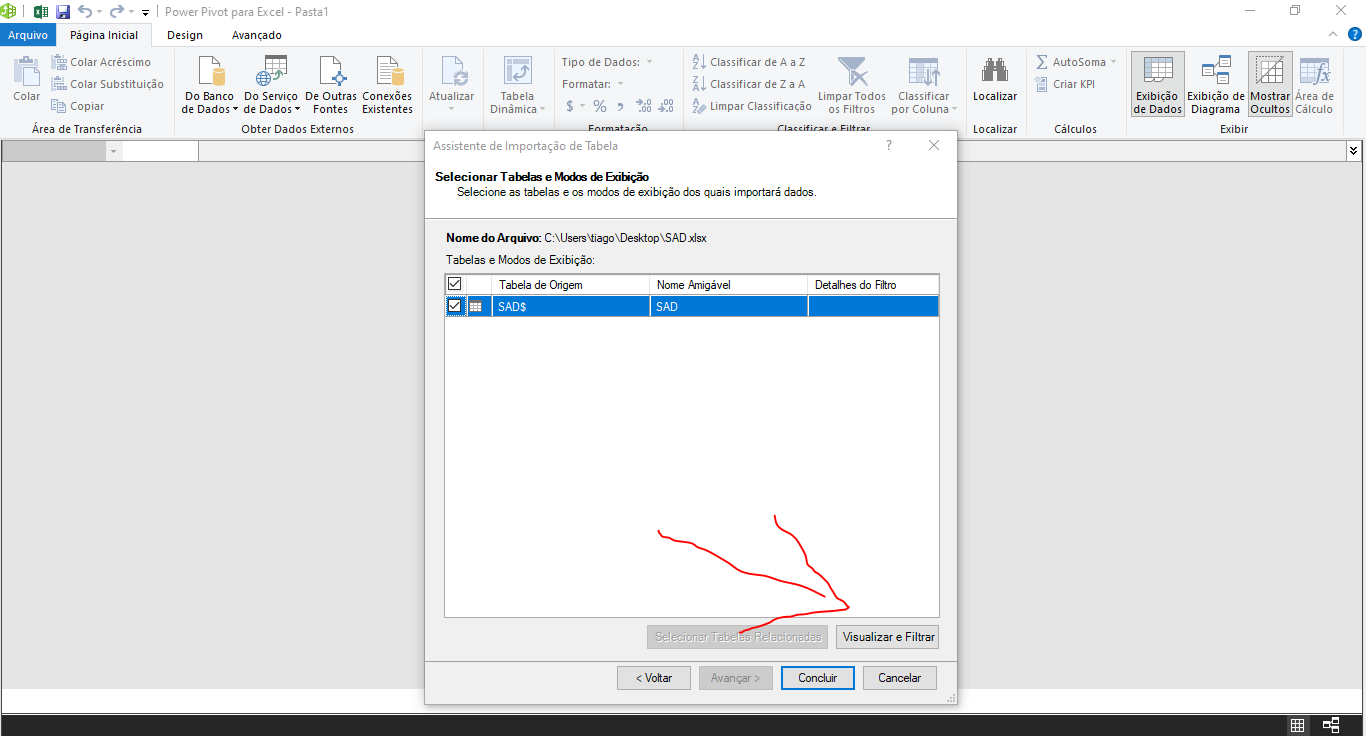 Power Pivot para Excel - Pasta1
Arquivo Página Inicial Design Avançado
Colar
Colar Acréscimo
Colar Substituição
Copiar
Área de Transferência
Do Banco de Dados
Do Serviço de Dados
De Outras Fontes
Conexões Existentes
Obter Dados Externos
Atualizar
Tabela Dinâmica
Tipo de Dados:
Formatar:
$ % ,
Formatação
Classificar de A a Z
Classificar de Z a A
Limpar Classificação
Limpar Todos os Filtros
Classificar por Coluna
Classificar e Filtrar
Localizar
Localizar
AutoSoma
Criar KPI
Cálculos
Exibição de Dados
Exibição de Diagrama
Mostrar Ocultos
Área de Cálculo
Exibir
Assistente de Importação de Tabela
Selecionar Tabelas e Modos de Exibição
Selecione as tabelas e os modos de exibição dos quais importará dados.
Nome do Arquivo: C:\Users\tiago\Desktop\SAD.xlsx
Tabelas e Modos de Exibição:
Tabela de Origem Nome Amigável Detalhes do Filtro
SAD$ SAD
Selecionar Tabelas Relacionadas Visualizar e Filtrar
< Voltar Avançar > Concluir Cancelar